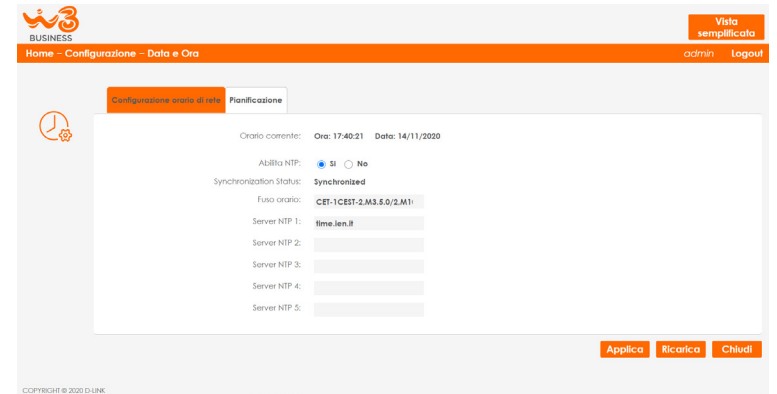 W3
BUSINESS
Vista
semplificata
Home – Configurazione – Data e Ora
admin Logout
Configurazione orario di rete Pianificazione
Orario corrente: Ora: 17:40:21 Data: 14/11/2020
Abilita NTP: SI No
Synchronization Status: Synchronized
Fuso orario: CET-1CEST-2,M3.5.0/2,M1
Server NTP 1: time.ien.it
Server NTP 2:
Server NTP 3:
Server NTP 4:
Server NTP 5:
Applica Ricarica Chiudi
COPYRIGHT © 2020 D-LINK